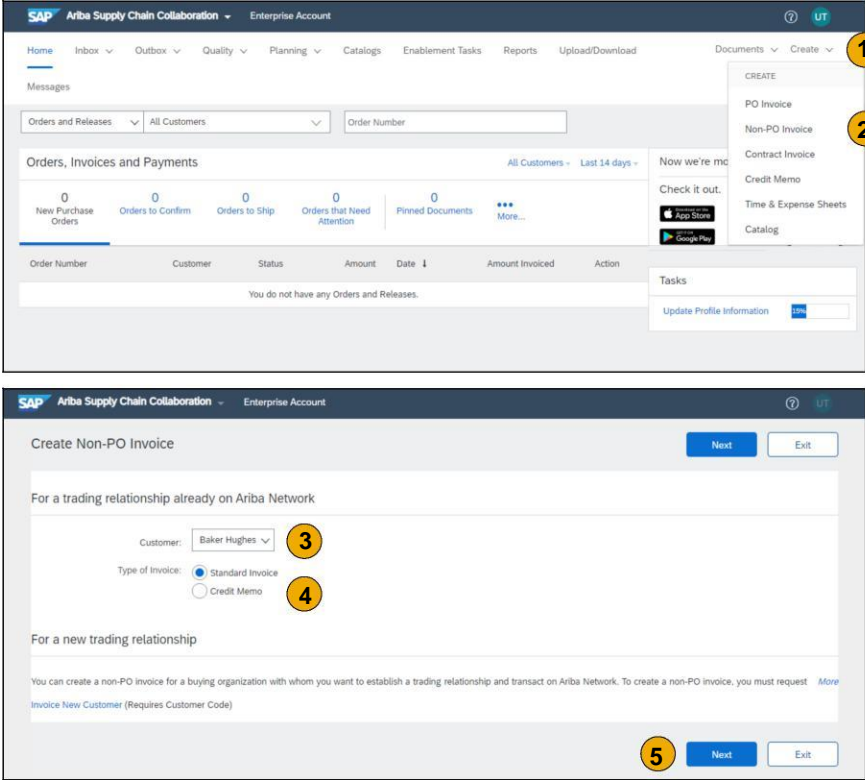 SAP Ariba Supply Chain Collaboration Enterprise Account ? UT
Home Inbox Outbox Quality Planning Catalogs Enablement Tasks Reports Upload/Download Documents Create 1
Messages
CREATE
PO Invoice
Non-PO Invoice 2
Contract Invoice
Credit Memo
Time & Expense Sheets
Catalog
Orders and Releases All Customers Order Number
Orders, Invoices and Payments All Customers Last 14 days
0 New Purchase Orders
0 Orders to Confirm
0 Orders to Ship
0 Orders that Need Attention
0 Pinned Documents
More...
Now we're mo
Check it out.
App Store
Google Play
Order Number Customer Status Amount Date ↓ Amount Invoiced Action
You do not have any Orders and Releases.
Tasks
Update Profile Information 15%
SAP Ariba Supply Chain Collaboration Enterprise Account ? UT
Create Non-PO Invoice Next Exit
For a trading relationship already on Ariba Network
Customer: Baker Hughes 3
Type of Invoice: Standard Invoice
Credit Memo 4
For a new trading relationship
You can create a non-PO invoice for a buying organization with whom you want to establish a trading relationship and transact on Ariba Network. To create a non-PO invoice, you must request More
Invoice New Customer (Requires Customer Code)
5 Next Exit